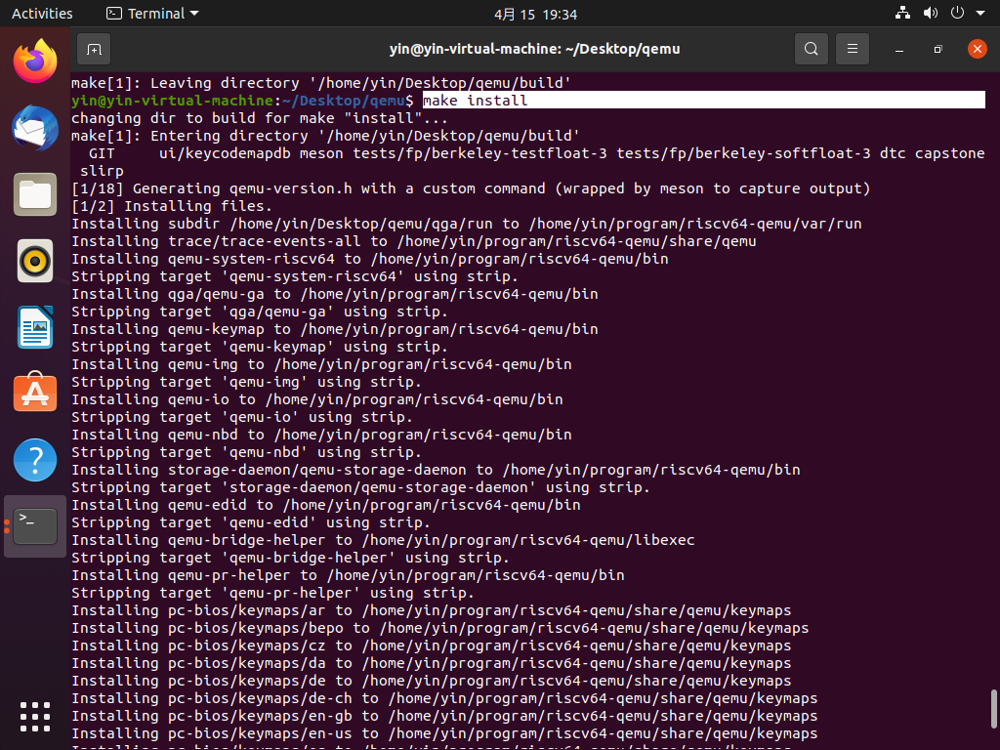 Activities
Terminal
4月 15 19:34
yin@yin-virtual-machine: ~/Desktop/qemu
make[1]: Leaving directory '/home/yin/Desktop/qemu/build'
yin@yin-virtual-machine:~/Desktop/qemu$ make install
changing dir to build for make "install"...
make[1]: Entering directory '/home/yin/Desktop/qemu/build'
  GIT     ui/keycodemapdb meson tests/fp/berkeley-testfloat-3 tests/fp/berkeley-softfloat-3 dtc capstone
 slirp
[1/18] Generating qemu-version.h with a custom command (wrapped by meson to capture output)
[1/2] Installing files.
Installing subdir /home/yin/Desktop/qemu/qga/run to /home/yin/program/riscv64-qemu/var/run
Installing trace/trace-events-all to /home/yin/program/riscv64-qemu/share/qemu
Installing qemu-system-riscv64 to /home/yin/program/riscv64-qemu/bin
Stripping target 'qemu-system-riscv64' using strip.
Installing qga/qemu-ga to /home/yin/program/riscv64-qemu/bin
Stripping target 'qga/qemu-ga' using strip.
Installing qemu-keymap to /home/yin/program/riscv64-qemu/bin
Stripping target 'qemu-keymap' using strip.
Installing qemu-img to /home/yin/program/riscv64-qemu/bin
Stripping target 'qemu-img' using strip.
Installing qemu-io to /home/yin/program/riscv64-qemu/bin
Stripping target 'qemu-io' using strip.
Installing qemu-nbd to /home/yin/program/riscv64-qemu/bin
Stripping target 'qemu-nbd' using strip.
Installing storage-daemon/qemu-storage-daemon to /home/yin/program/riscv64-qemu/bin
Stripping target 'storage-daemon/qemu-storage-daemon' using strip.
Installing qemu-edid to /home/yin/program/riscv64-qemu/bin
Stripping target 'qemu-edid' using strip.
Installing qemu-bridge-helper to /home/yin/program/riscv64-qemu/libexec
Stripping target 'qemu-bridge-helper' using strip.
Installing qemu-pr-helper to /home/yin/program/riscv64-qemu/bin
Stripping target 'qemu-pr-helper' using strip.
Installing pc-bios/keymaps/ar to /home/yin/program/riscv64-qemu/share/qemu/keymaps
Installing pc-bios/keymaps/bepo to /home/yin/program/riscv64-qemu/share/qemu/keymaps
Installing pc-bios/keymaps/cz to /home/yin/program/riscv64-qemu/share/qemu/keymaps
Installing pc-bios/keymaps/da to /home/yin/program/riscv64-qemu/share/qemu/keymaps
Installing pc-bios/keymaps/de to /home/yin/program/riscv64-qemu/share/qemu/keymaps
Installing pc-bios/keymaps/de-ch to /home/yin/program/riscv64-qemu/share/qemu/keymaps
Installing pc-bios/keymaps/en-gb to /home/yin/program/riscv64-qemu/share/qemu/keymaps
Installing pc-bios/keymaps/en-us to /home/yin/program/riscv64-qemu/share/qemu/keymaps